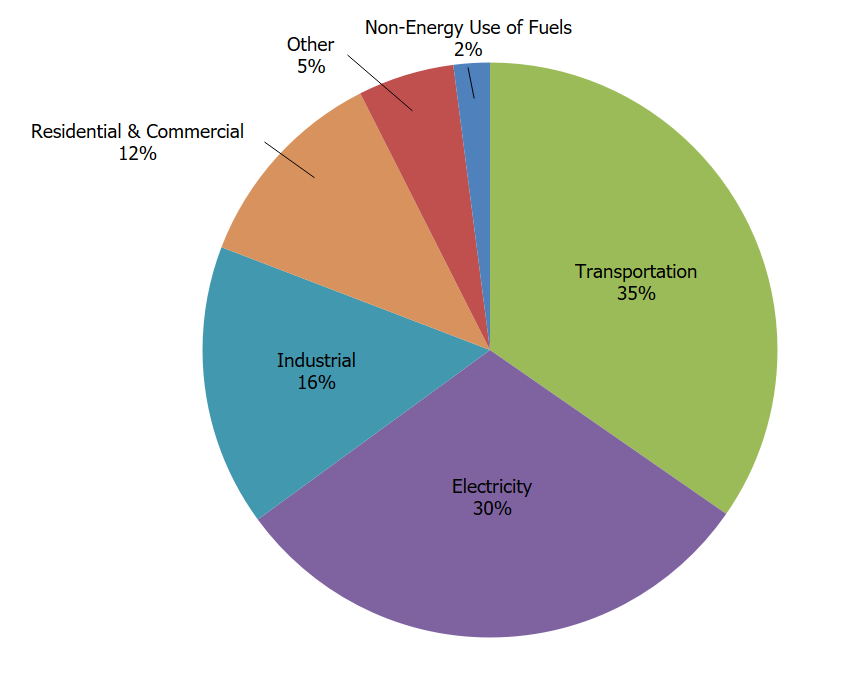 Non-Energy Use of Fuels
2%
Other
5%
Residential & Commercial
12%
Transportation
35%
Industrial
16%
Electricity
30%